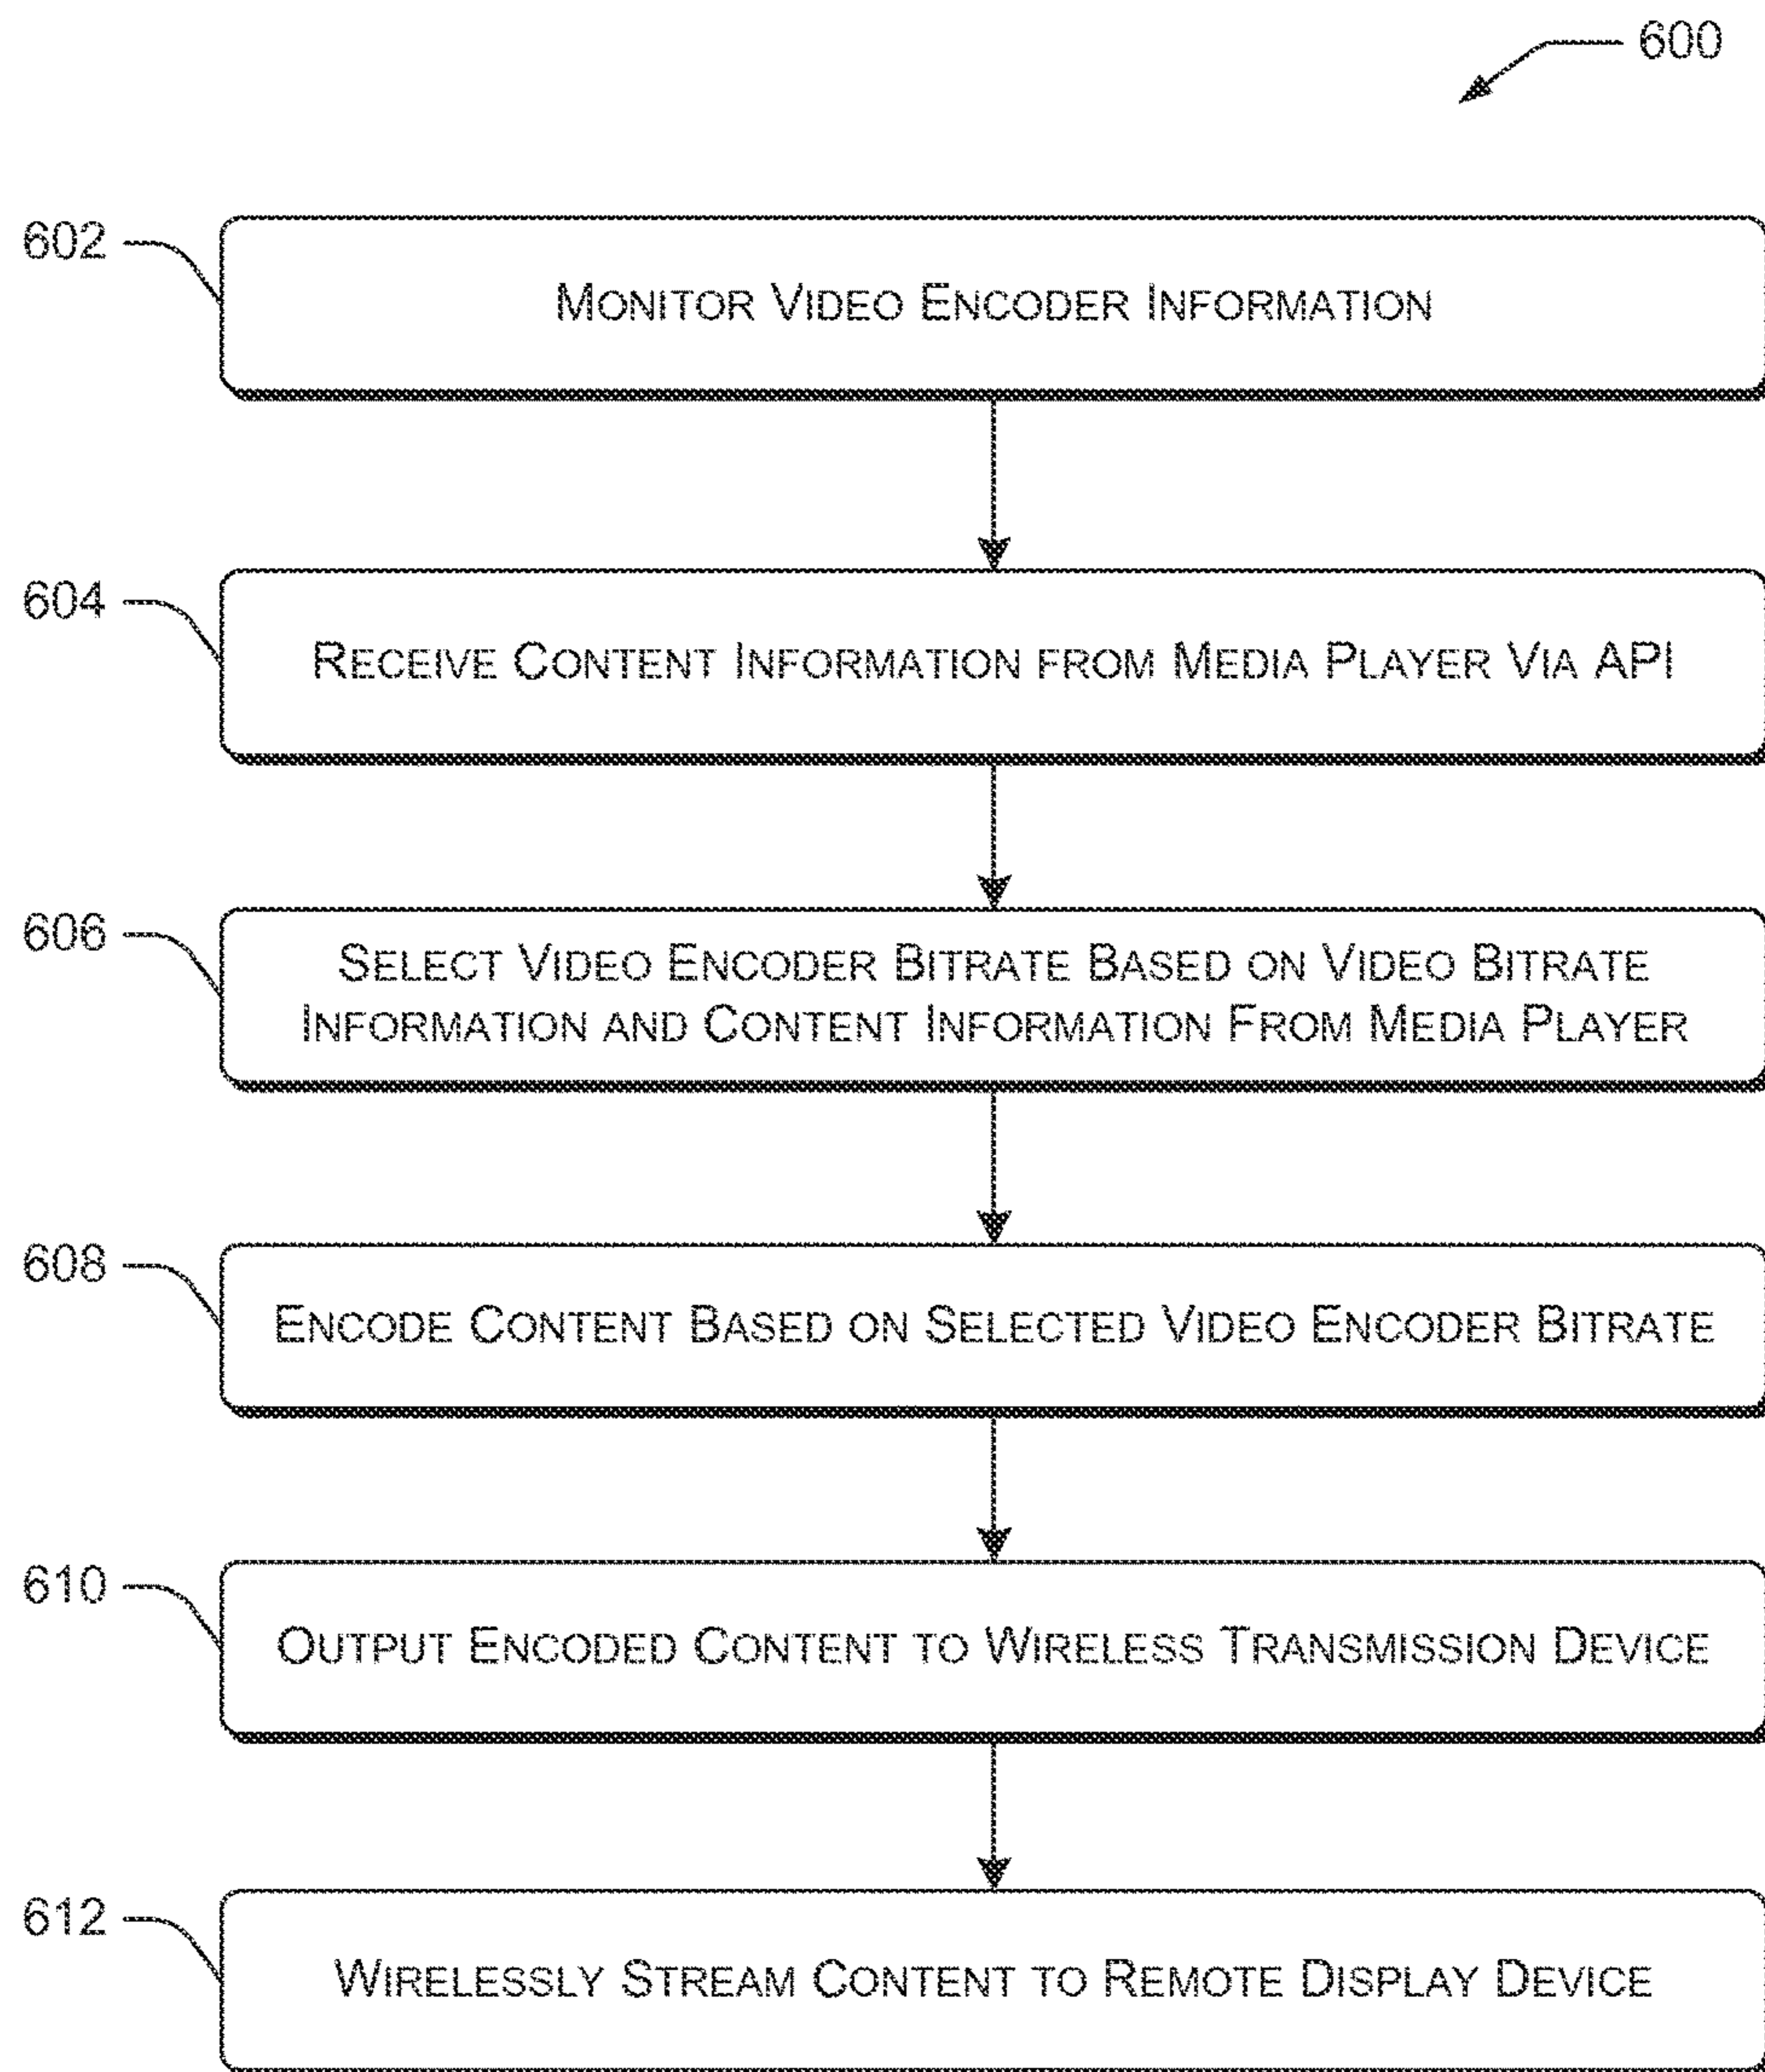 600
602
MONITOR VIDEO ENCODER INFORMATION
604
RECEIVE CONTENT INFORMATION FROM MEDIA PLAYER VIA API
606
SELECT VIDEO ENCODER BITRATE BASED ON VIDEO BITRATE
INFORMATION AND CONTENT INFORMATION FROM MEDIA PLAYER
608
ENCODE CONTENT BASED ON SELECTED VIDEO ENCODER BITRATE
610
OUTPUT ENCODED CONTENT TO WIRELESS TRANSMISSION DEVICE
612
WIRELESSLY STREAM CONTENT TO REMOTE DISPLAY DEVICE